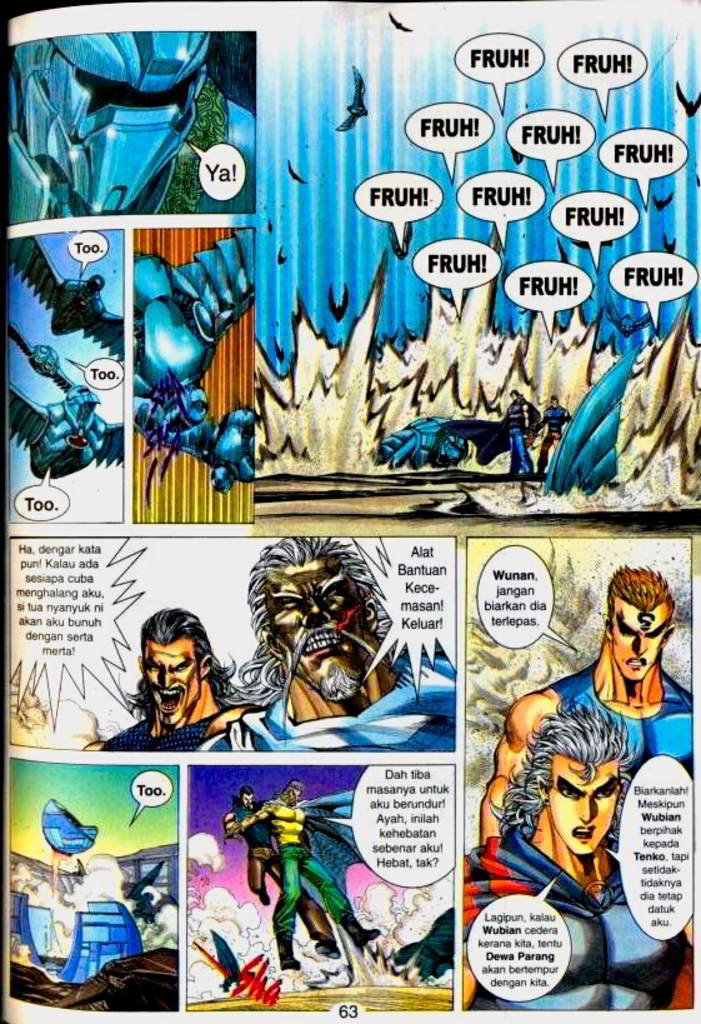 Ya!
FRUH!
FRUH!
FRUH!
FRUH!
FRUH!
FRUH!
FRUH!
FRUH!
FRUH!
FRUH!
FRUH!
Too.
Too.
Too.
Ha, dengar kata
pun! Kalau ada
sesiapa cuba
menghalang aku,
si tua nyanyuk ni
akan aku bunuh
dengan serta
merta!
Alat
Bantuan
Kece-
masan!
Keluar!
Wunan,
jangan
biarkan dia
terlepas.
Biarkanlah!
Meskipun
Wubian
berpihak
kepada
Tenko, tapi
setidak-
tidaknya
dia tetap
datuk
aku.
Lagipun, kalau
Wubian cedera
kerana kita, tentu
Dewa Parang
akan bertempur
dengan kita.
Too.
Dah tiba
masanya untuk
aku berundur!
Ayah, inilah
kehebatan
sebenar aku!
Hebat, tak?
SHA
63